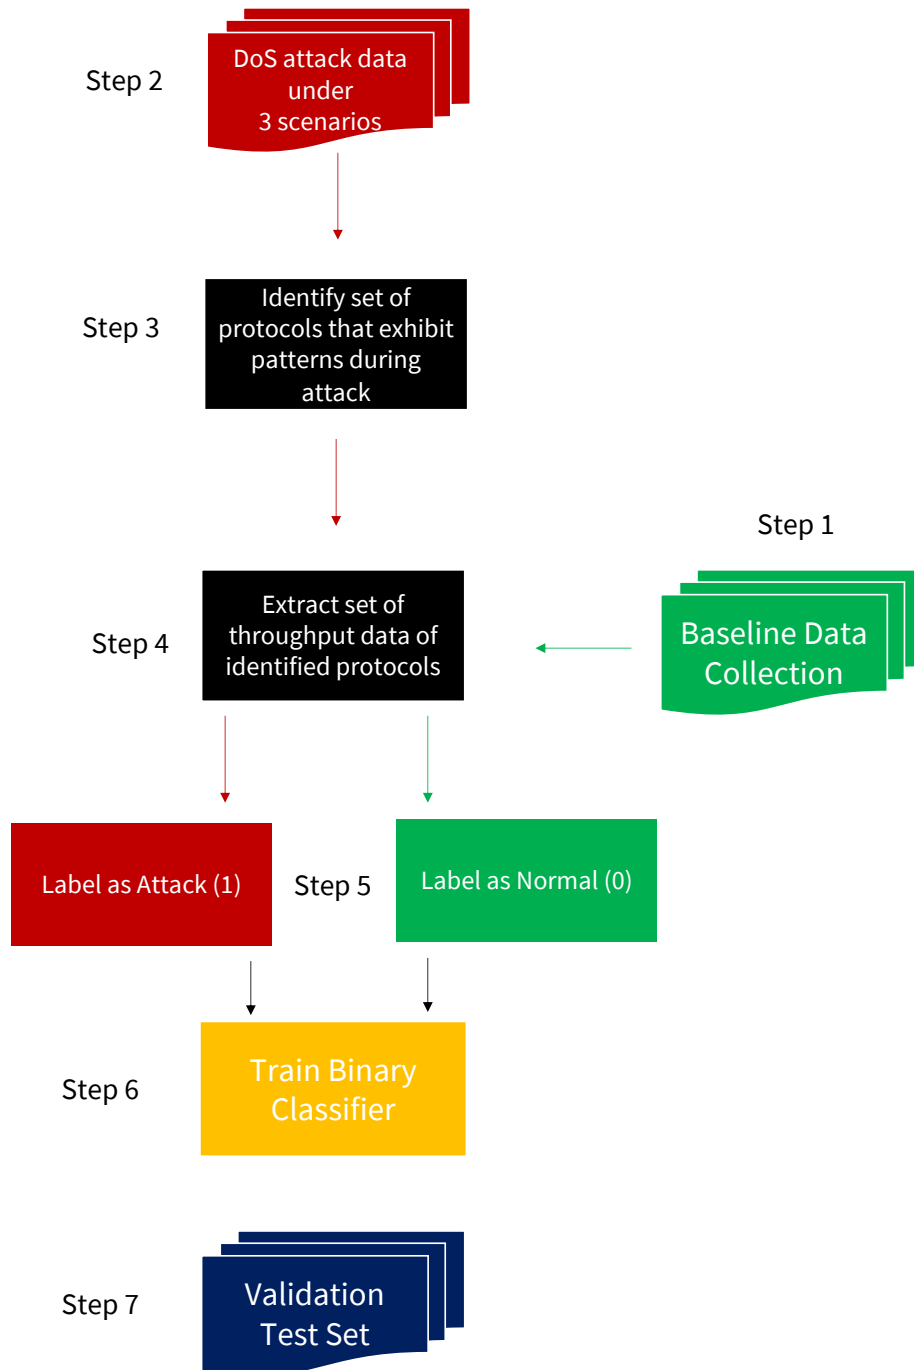 Step 2
DoS attack data
under
3 scenarios
Step 3
Identify set of
protocols that exhibit
patterns during
attack
Step 1
Step 4
Extract set of
throughput data of
identified protocols
Baseline Data
Collection
Label as Attack (1)
Step 5
Label as Normal (0)
Step 6
Train Binary
Classifier
Step 7
Validation
Test Set